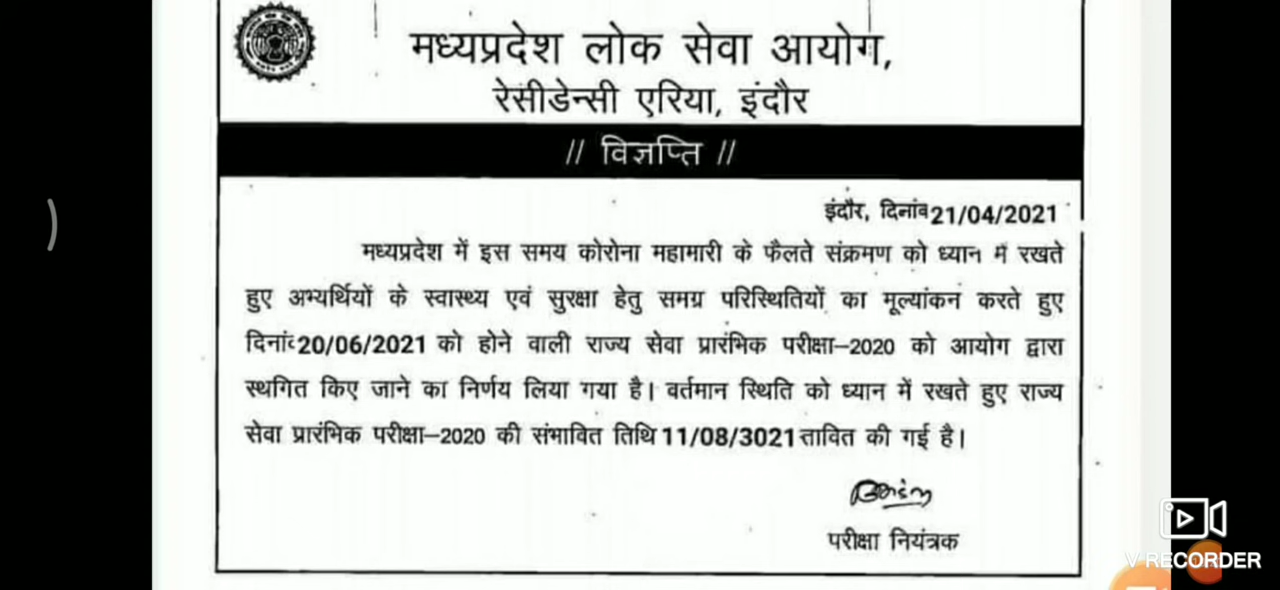 मध्यप्रदेश लोक सेवा आयोग,
रेसीडेन्सी एरिया, इंदौर
// विज्ञप्ति //
इंदौर, दिनांव 21/04/2021
मध्यप्रदेश में इस समय कोरोना महामारी के फैलते संक्रमण को ध्यान में रखते
हुए अभ्यर्थियों के स्वास्थ्य एवं सुरक्षा हेतु समग्र परिस्थितियों का मूल्यांकन करते हुए
दिनांव 20/06/2021 को होने वाली राज्य सेवा प्रारंभिक परीक्षा–2020 को आयोग द्वारा
स्थगित किए जाने का निर्णय लिया गया है। वर्तमान स्थिति को ध्यान में रखते हुए राज्य
सेवा प्रारंभिक परीक्षा–2020 की संभावित तिथि 11/08/3021 तावित की गई है।
परीक्षा नियंत्रक
V RECORDER